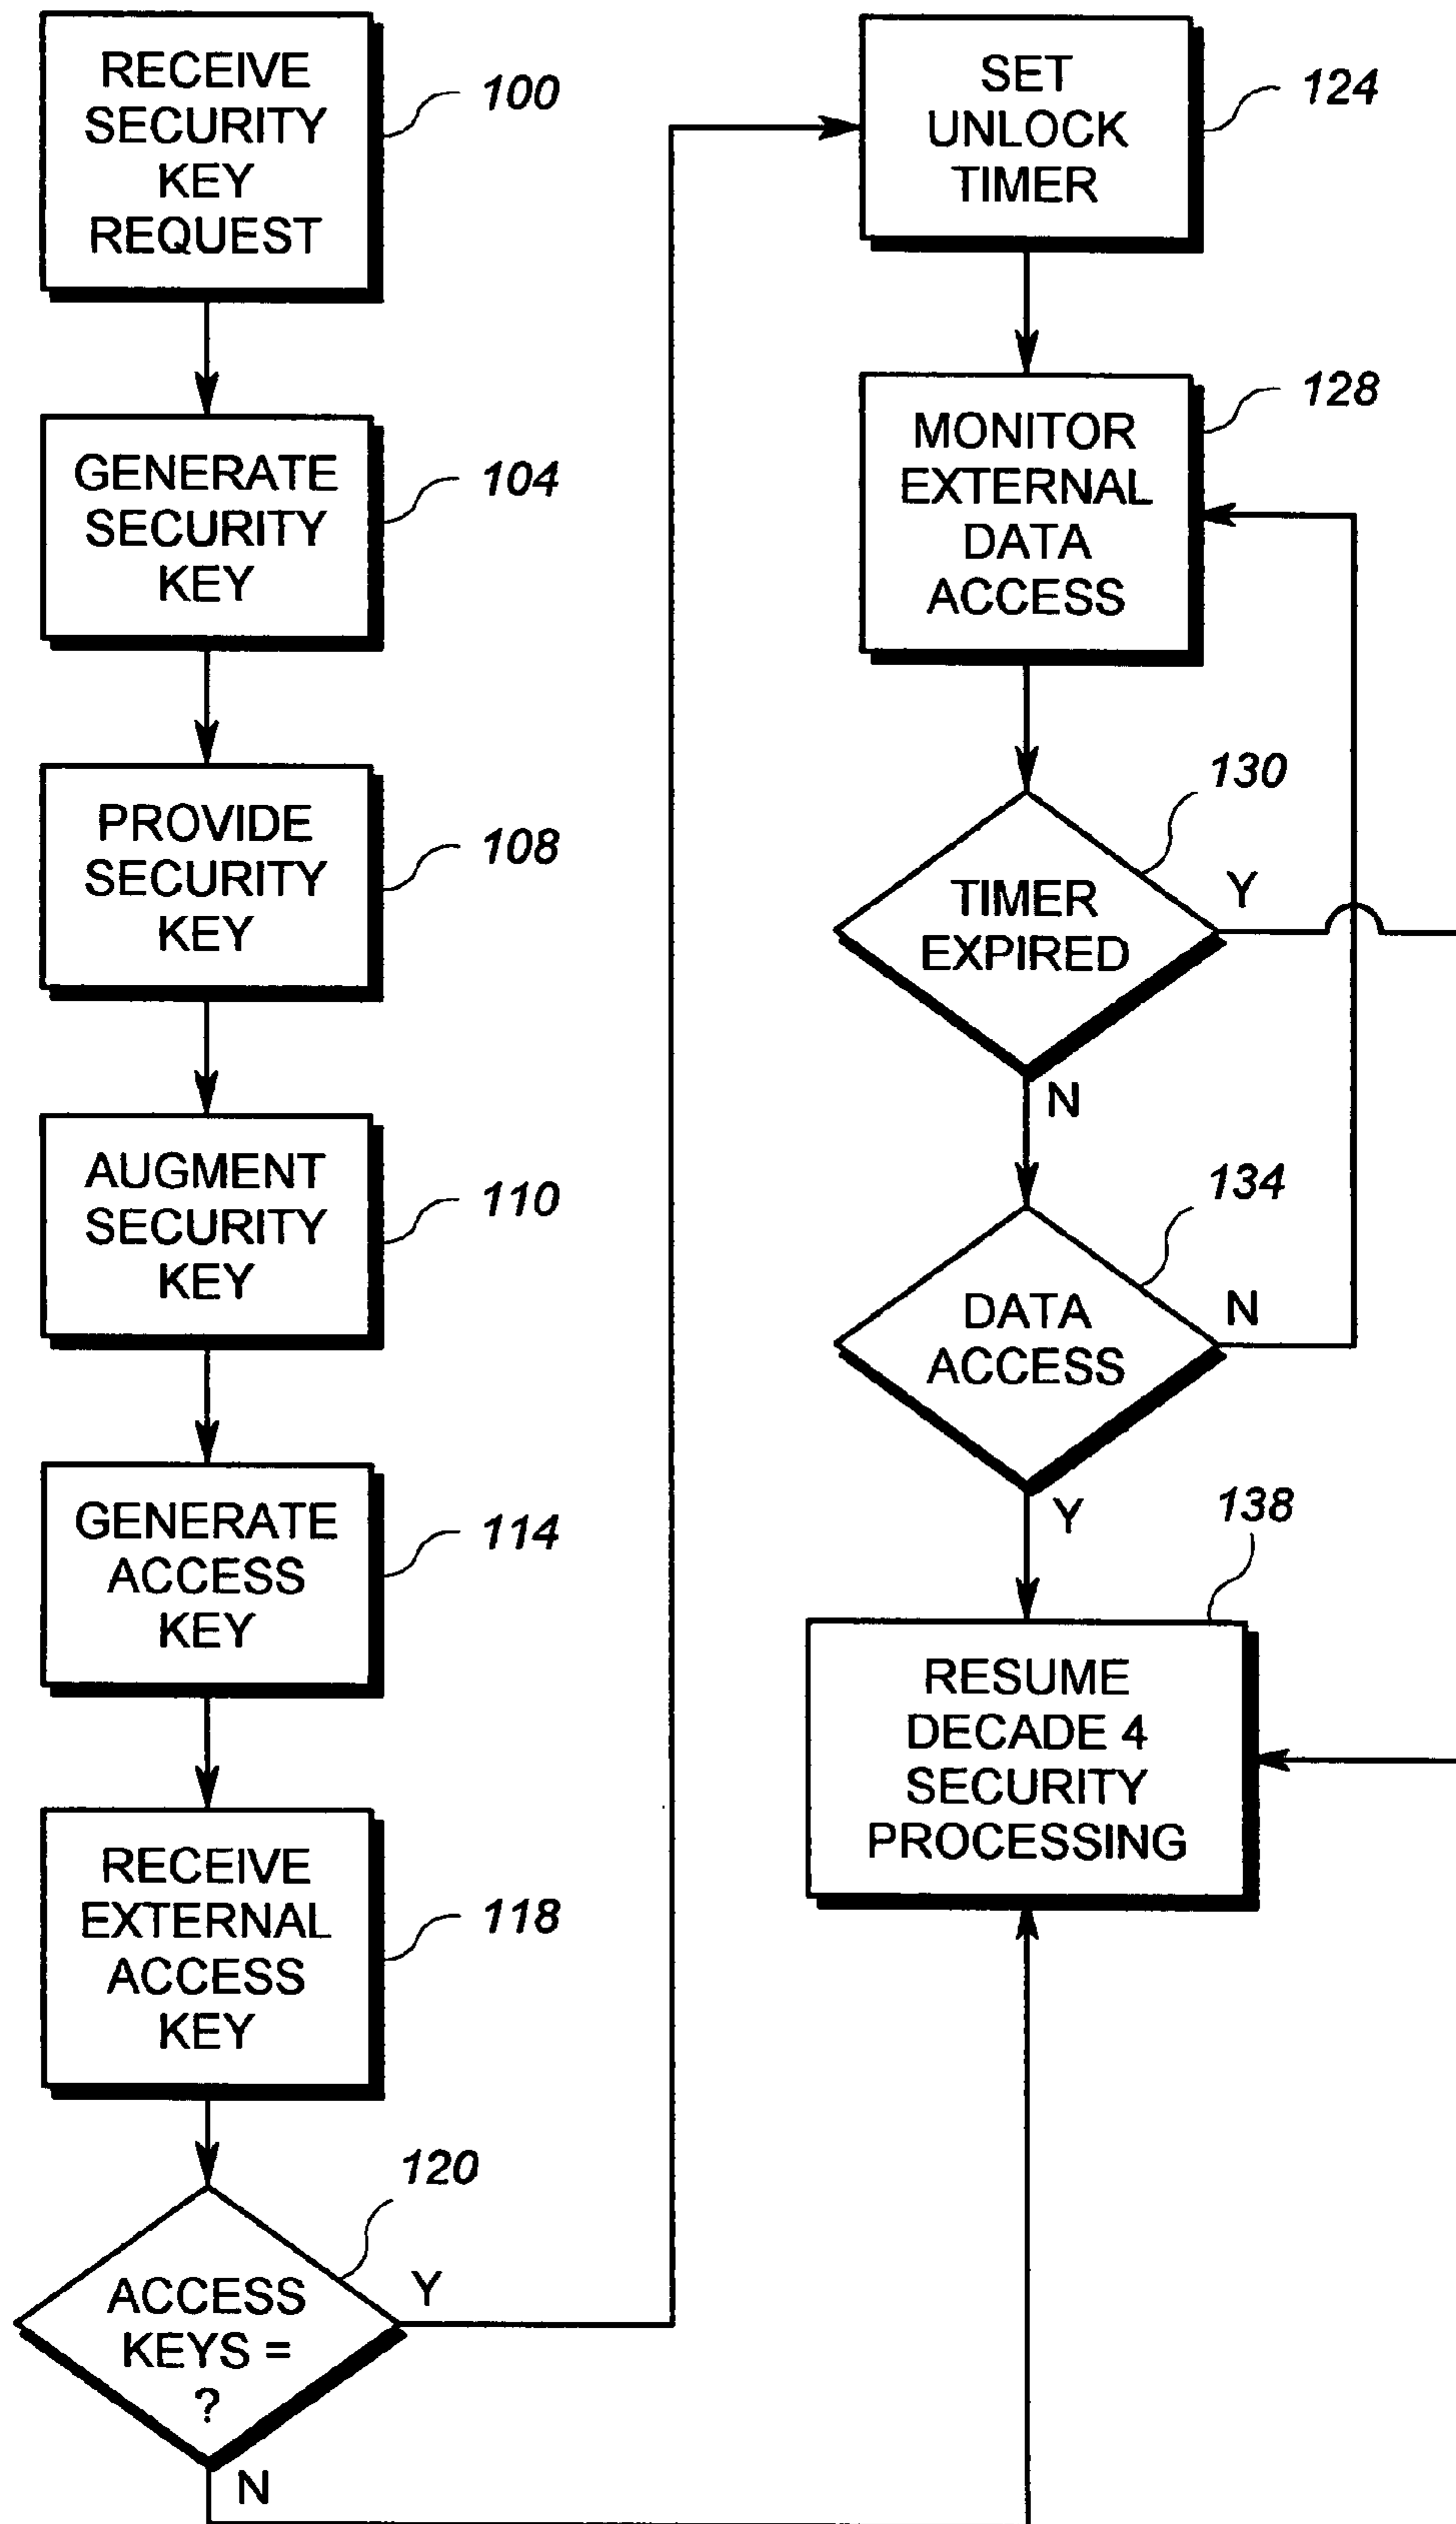 RECEIVE
SECURITY
KEY
REQUEST
100
GENERATE
SECURITY
KEY
104
PROVIDE
SECURITY
KEY
108
AUGMENT
SECURITY
KEY
110
GENERATE
ACCESS
KEY
114
RECEIVE
EXTERNAL
ACCESS
KEY
118
120
ACCESS
KEYS =
?
Y
N
SET
UNLOCK
TIMER
124
MONITOR
EXTERNAL
DATA
ACCESS
128
130
TIMER
EXPIRED
Y
N
134
DATA
ACCESS
N
Y
138
RESUME
DECADE 4
SECURITY
PROCESSING